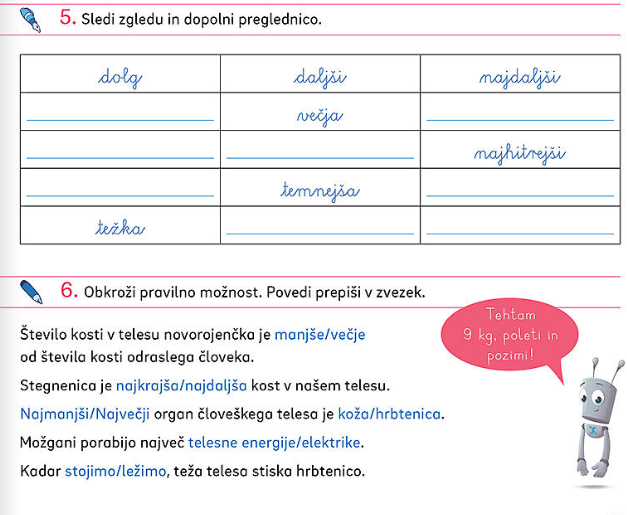 5. Sledi zgledu in dopolni preglednico.
dolg daljši najdaljši
večja
najhitrejši
temnejša
težka
6. Obkroži pravilno možnost. Povedi prepiši v zvezek.
Tehtam
9 kg, poleti in
pozimi!
Število kosti v telesu novorojenčka je manjše/večje
od števila kosti odraslega človeka.
Stegnenica je najkrajša/najdaljša kost v našem telesu.
Najmanjši/Največji organ človeškega telesa je koža/hrbtenica.
Možgani porabijo največ telesne energije/elektrike.
Kadar stojimo/ležimo, teža telesa stiska hrbtenico.